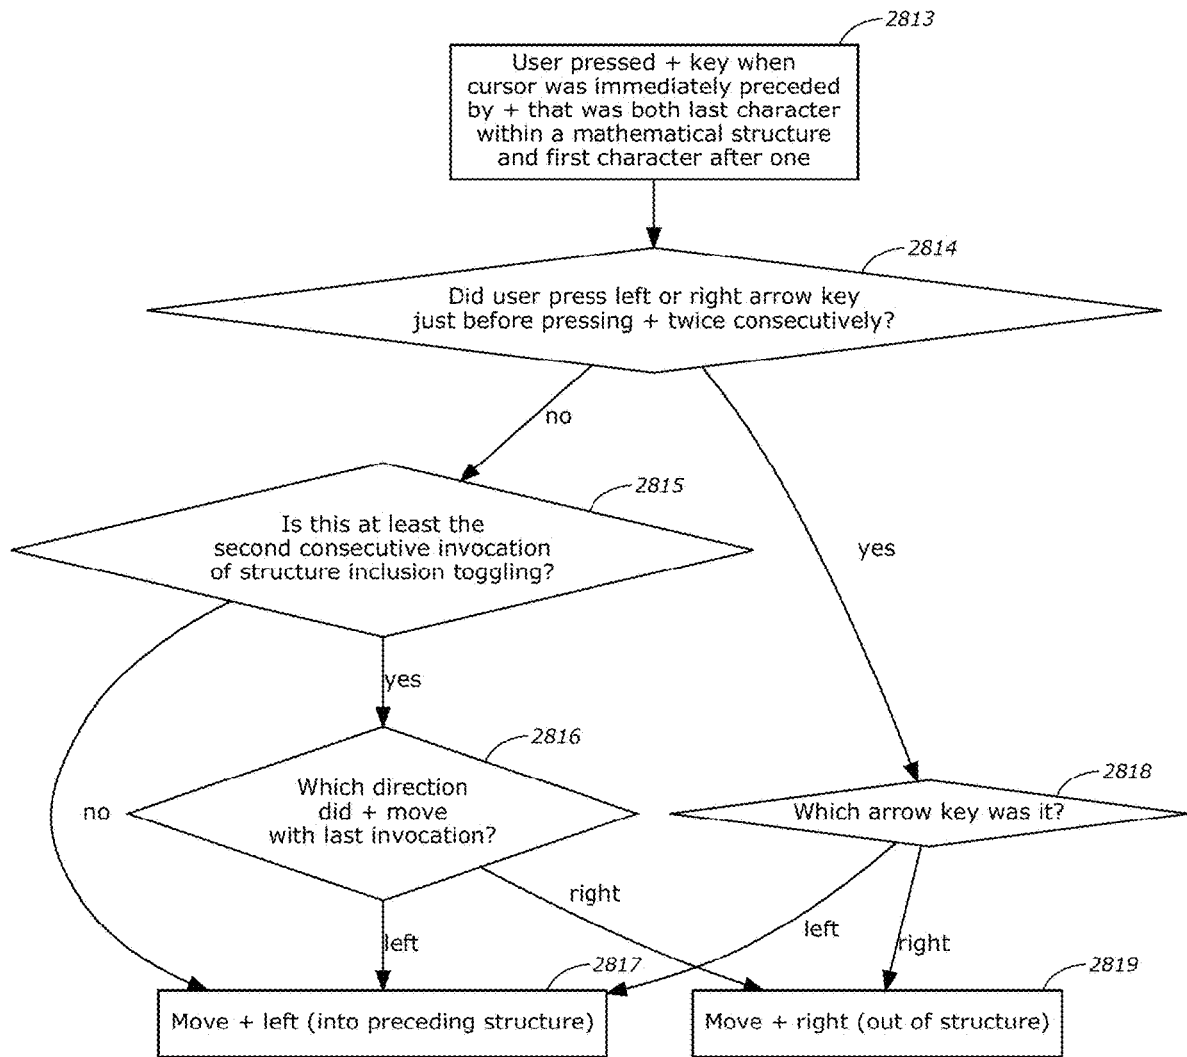 2813
User pressed + key when
cursor was immediately preceded
by + that was both last character
within a mathematical structure
and first character after one
2814
Did user press left or right arrow key
just before pressing + twice consecutively?
no
yes
2815
Is this at least the
second consecutive invocation
of structure inclusion toggling?
yes
no
2816
Which direction
did + move
with last invocation?
2818
Which arrow key was it?
right
left
left
right
2817
Move + left (into preceding structure)
2819
Move + right (out of structure)